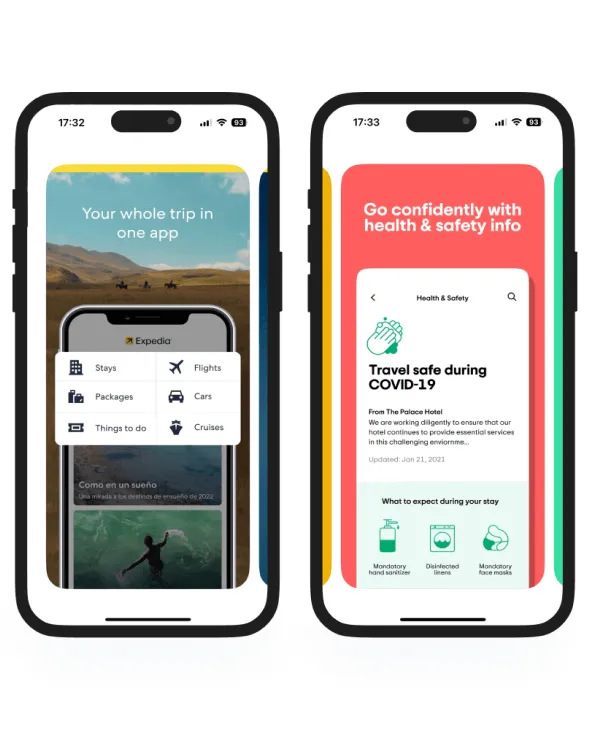 17:32
93
Your whole trip in
one app
Expedia
Stays
Flights
Packages
Cars
Things to do
Cruises
Como en un sueño
Una mirada a los destinos de ensueño de 2022
17:33
93
Go confidently with
health & safety info
Health & Safety
Travel safe during
COVID-19
From The Palace Hotel
We are working diligently to ensure that our
hotel continues to provide essential services
in this challenging enviornme...
Updated: Jan 21, 2021
What to expect during your stay
Mandatory
hand sanitizer
Disinfected
linens
Mandatory
face masks